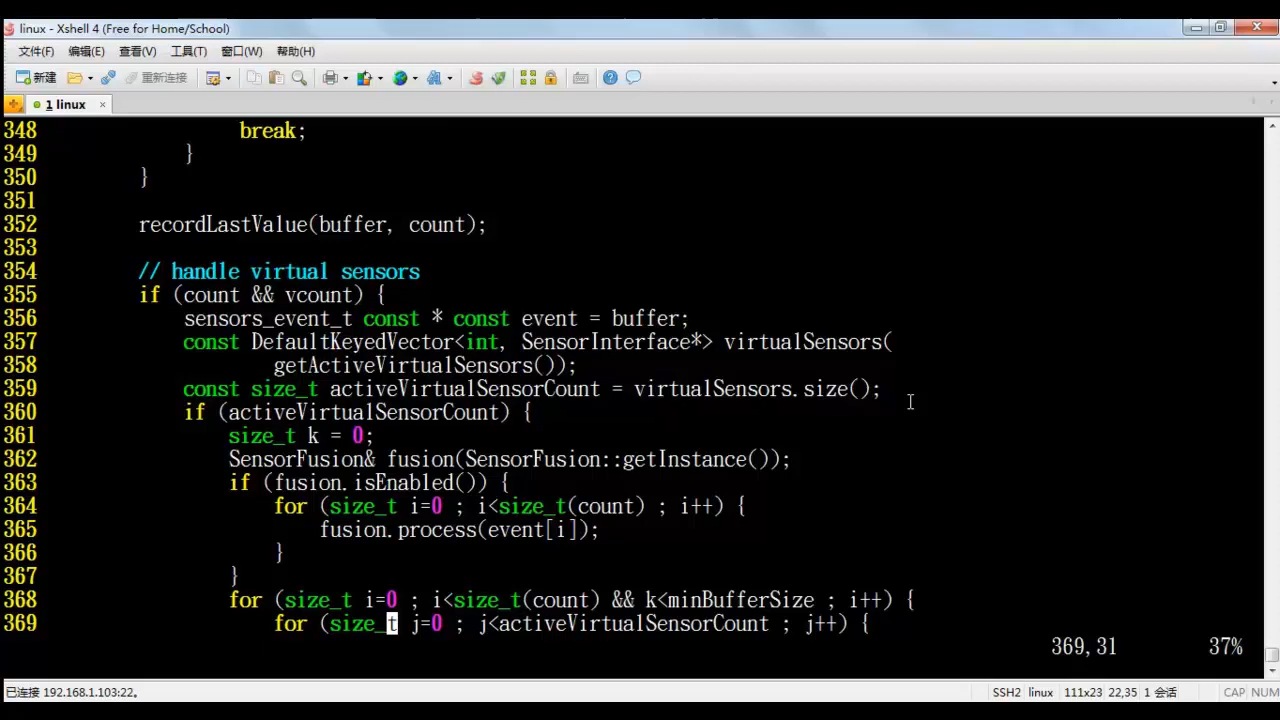 linux - Xshell 4 (Free for Home/School)
文件(F) 编辑(E) 查看(V) 工具(T) 窗口(W) 帮助(H)
新建 重新连接
1 linux
348 break;
349 }
350 }
351
352 recordLastValue(buffer, count);
353
354 // handle virtual sensors
355 if (count && vcount) {
356 sensors_event_t const * const event = buffer;
357 const DefaultKeyedVector<int, SensorInterface*> virtualSensors(
358 getActiveVirtualSensors());
359 const size_t activeVirtualSensorCount = virtualSensors.size();
360 if (activeVirtualSensorCount) {
361 size_t k = 0;
362 SensorFusion& fusion(SensorFusion::getInstance());
363 if (fusion.isEnabled()) {
364 for (size_t i=0 ; i<size_t(count) ; i++) {
365 fusion.process(event[i]);
366 }
367 }
368 for (size_t i=0 ; i<size_t(count) && k<minBufferSize ; i++) {
369 for (size_t j=0 ; j<activeVirtualSensorCount ; j++) {
369,31 37%
已连接 192.168.1.103:22。 SSH2 linux 111x23 22,35 1 会话 CAP NUM